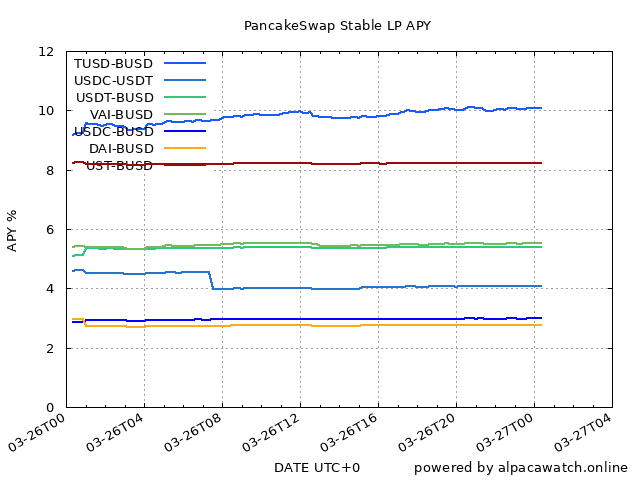 PancakeSwap Stable LP APY
12
10
8
6
4
2
0
APY %
TUSD-BUSD
USDC-USDT
USDT-BUSD
VAI-BUSD
USDC-BUSD
DAI-BUSD
UST-BUSD
03-26T00
03-26T04
03-26T08
03-26T12
03-26T16
03-26T20
03-27T00
03-27T04
DATE UTC+0
powered by alpacawatch.online